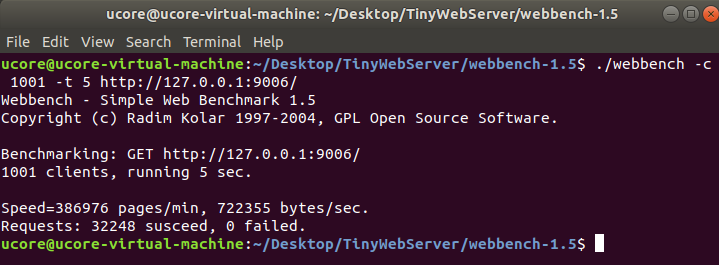 ucore@ucore-virtual-machine: ~/Desktop/TinyWebServer/webbench-1.5
File Edit View Search Terminal Help
ucore@ucore-virtual-machine:~/Desktop/TinyWebServer/webbench-1.5$ ./webbench -c
 1001 -t 5 http://127.0.0.1:9006/
Webbench - Simple Web Benchmark 1.5
Copyright (c) Radim Kolar 1997-2004, GPL Open Source Software.
Benchmarking: GET http://127.0.0.1:9006/
1001 clients, running 5 sec.
Speed=386976 pages/min, 722355 bytes/sec.
Requests: 32248 susceed, 0 failed.
ucore@ucore-virtual-machine:~/Desktop/TinyWebServer/webbench-1.5$